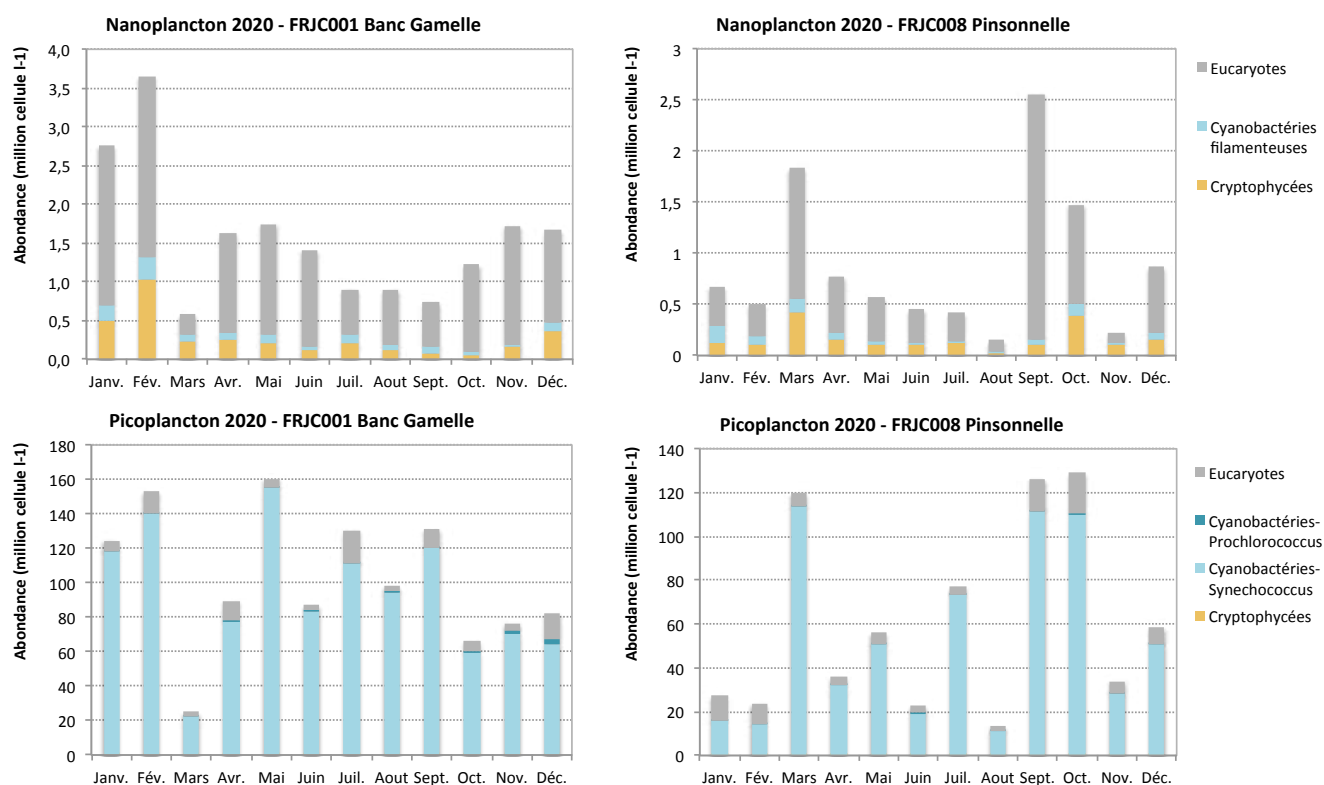 Nanoplancton 2020 - FRJC001 Banc Gamelle
Abondance (million cellule l-1)
4,0
3,5
3,0
2,5
2,0
1,5
1,0
0,5
0,0
Janv. Fév. Mars Avr. Mai Juin Juil. Aout Sept. Oct. Nov. Déc.
Nanoplancton 2020 - FRJC008 Pinsonnelle
Abondance (million cellule l-1)
3
2,5
2
1,5
1
0,5
0
Janv. Fév. Mars Avr. Mai Juin Juil. Aout Sept. Oct. Nov. Déc.
Eucaryotes
Cyanobactéries
filamenteuses
Cryptophycées
Picoplancton 2020 - FRJC001 Banc Gamelle
Abondance (million cellule l-1)
180
160
140
120
100
80
60
40
20
0
Janv. Fév. Mars Avr. Mai Juin Juil. Aout Sept. Oct. Nov. Déc.
Picoplancton 2020 - FRJC008 Pinsonnelle
Abondance (million cellule l-1)
140
120
100
80
60
40
20
0
Janv. Fév. Mars Avr. Mai Juin Juil. Aout Sept. Oct. Nov. Déc.
Eucaryotes
Cyanobactéries-
Prochlorococcus
Cyanobactéries-
Synechococcus
Cryptophycées